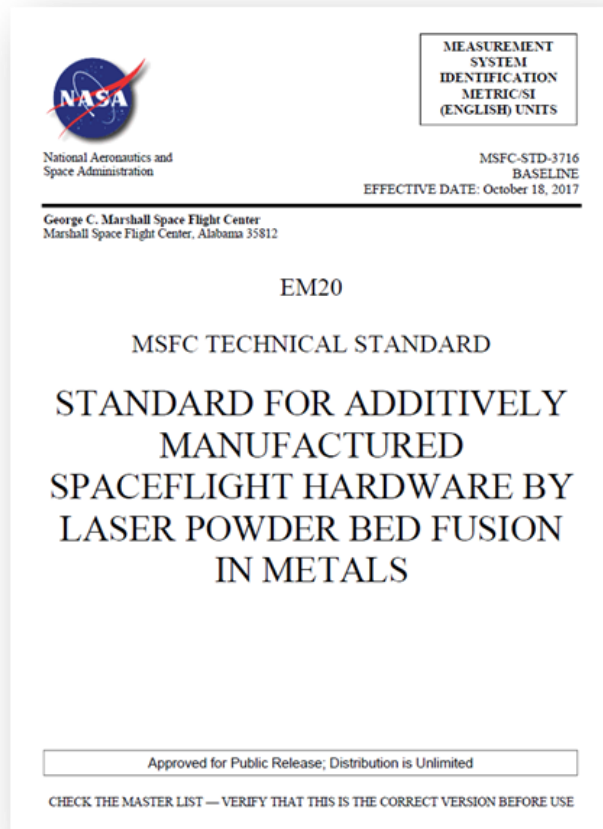 MEASUREMENT
SYSTEM
IDENTIFICATION
METRIC/SI
(ENGLISH) UNITS
NASA
National Aeronautics and
Space Administration
MSFC-STD-3716
BASELINE
EFFECTIVE DATE: October 18, 2017
George C. Marshall Space Flight Center
Marshall Space Flight Center, Alabama 35812
EM20
MSFC TECHNICAL STANDARD
STANDARD FOR ADDITIVELY
MANUFACTURED
SPACEFLIGHT HARDWARE BY
LASER POWDER BED FUSION
IN METALS
Approved for Public Release; Distribution is Unlimited
CHECK THE MASTER LIST — VERIFY THAT THIS IS THE CORRECT VERSION BEFORE USE